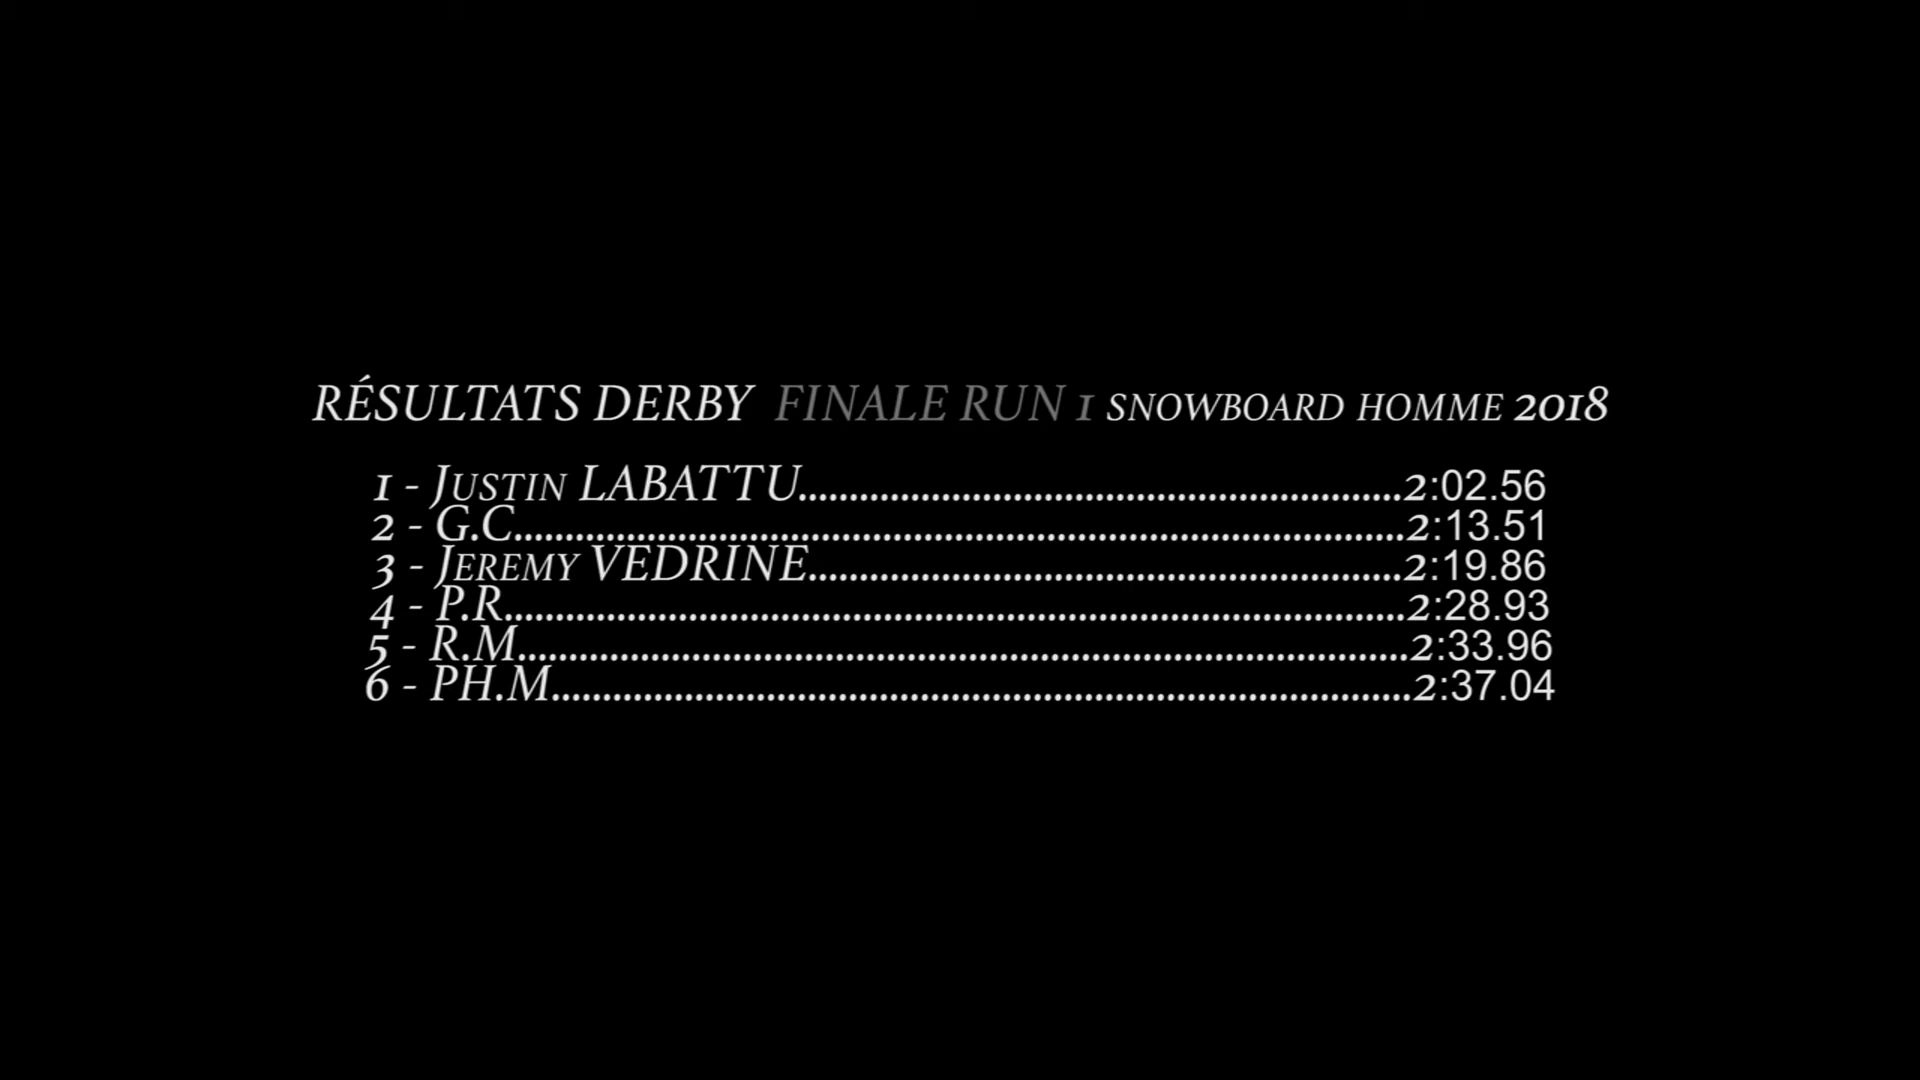 RÉSULTATS DERBY FINALE RUN 1 SNOWBOARD HOMME 2018
1 - Justin LABATTU..........................................................2:02.56
2 - G.C......................................................................................2:13.51
3 - Jeremy VEDRINE.........................................................2:19.86
4 - P.R.......................................................................................2:28.93
5 - R.M......................................................................................2:33.96
6 - PH.M...................................................................................2:37.04